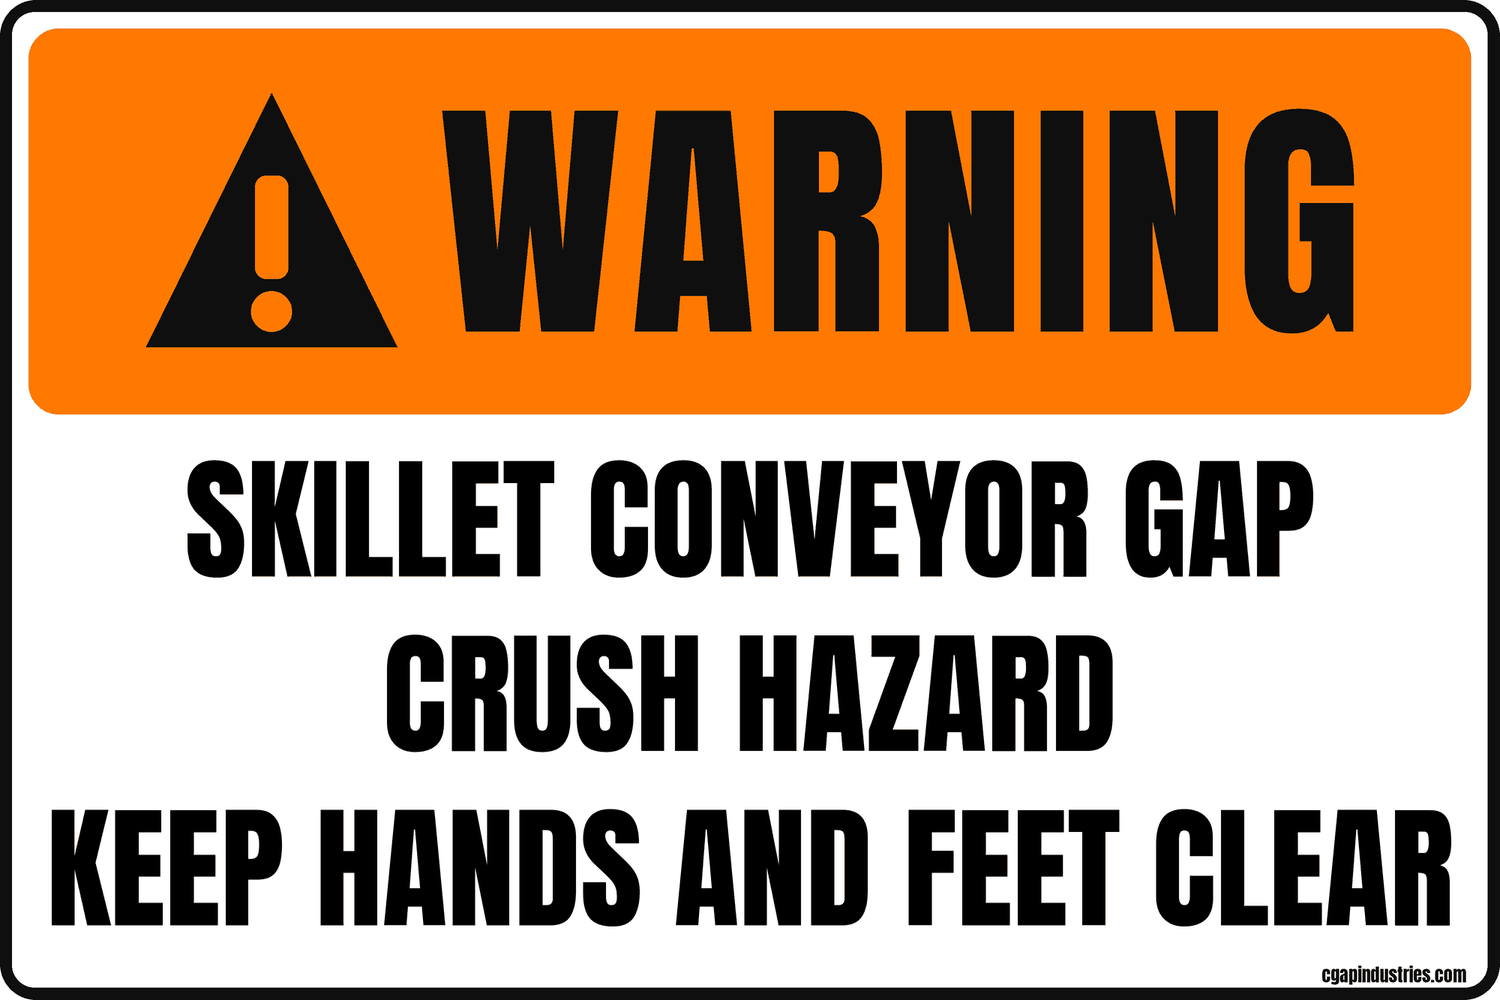 WARNING
SKILLET CONVEYOR GAP
CRUSH HAZARD
KEEP HANDS AND FEET CLEAR
cgapindustries.com